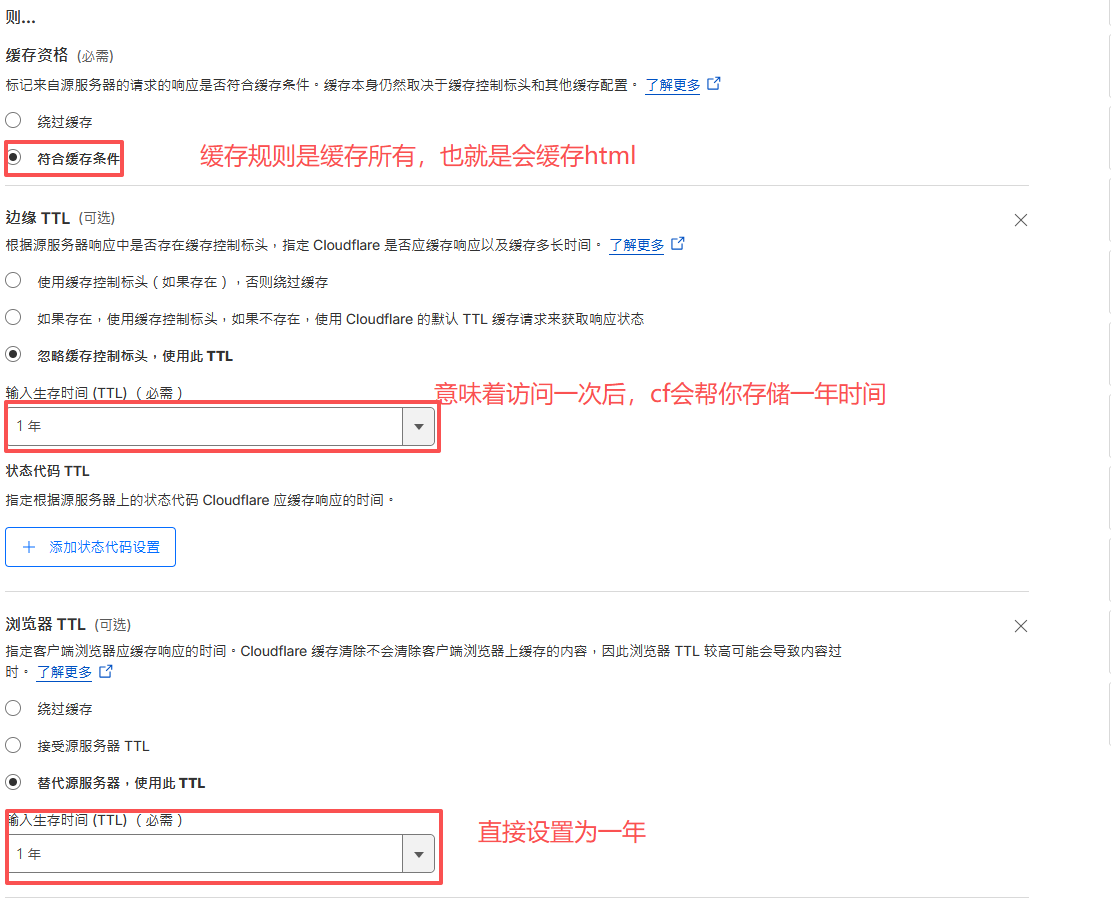 则...
缓存资格 (必需)
标记来自源服务器的请求的响应是否符合缓存条件。缓存本身仍然取决于缓存控制标头和其他缓存配置。 了解更多
绕过缓存
符合缓存条件
缓存规则是缓存所有，也就是会缓存html
边缘 TTL (可选)
根据源服务器响应中是否存在缓存控制标头，指定 Cloudflare 是否应缓存响应以及缓存多长时间。 了解更多
使用缓存控制标头（如果存在），否则绕过缓存
如果存在，使用缓存控制标头，如果不存在，使用 Cloudflare 的默认 TTL 缓存请求来获取响应状态
忽略缓存控制标头，使用此 TTL
输入生存时间 (TTL)（必需）
意味着访问一次后，cf会帮你存储一年时间
1 年
状态代码 TTL
指定根据源服务器上的状态代码 Cloudflare 应缓存响应的时间。
添加状态代码设置
浏览器 TTL (可选)
指定客户端浏览器应缓存响应的时间。Cloudflare 缓存清除不会清除客户端浏览器上缓存的内容，因此浏览器 TTL 较高可能会导致内容过
时。 了解更多
绕过缓存
接受源服务器 TTL
替代源服务器，使用此 TTL
输入生存时间 (TTL)（必需）
直接设置为一年
1 年